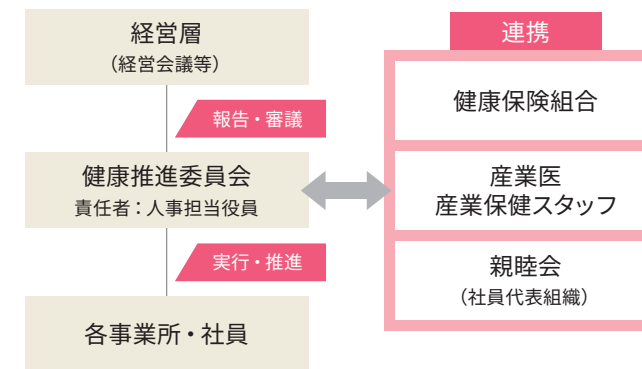 経営層
（経営会議等）
報告・審議
健康推進委員会
責任者：人事担当役員
実行・推進
各事業所・社員
連携
健康保険組合
産業医
産業保健スタッフ
親睦会
（社員代表組織）